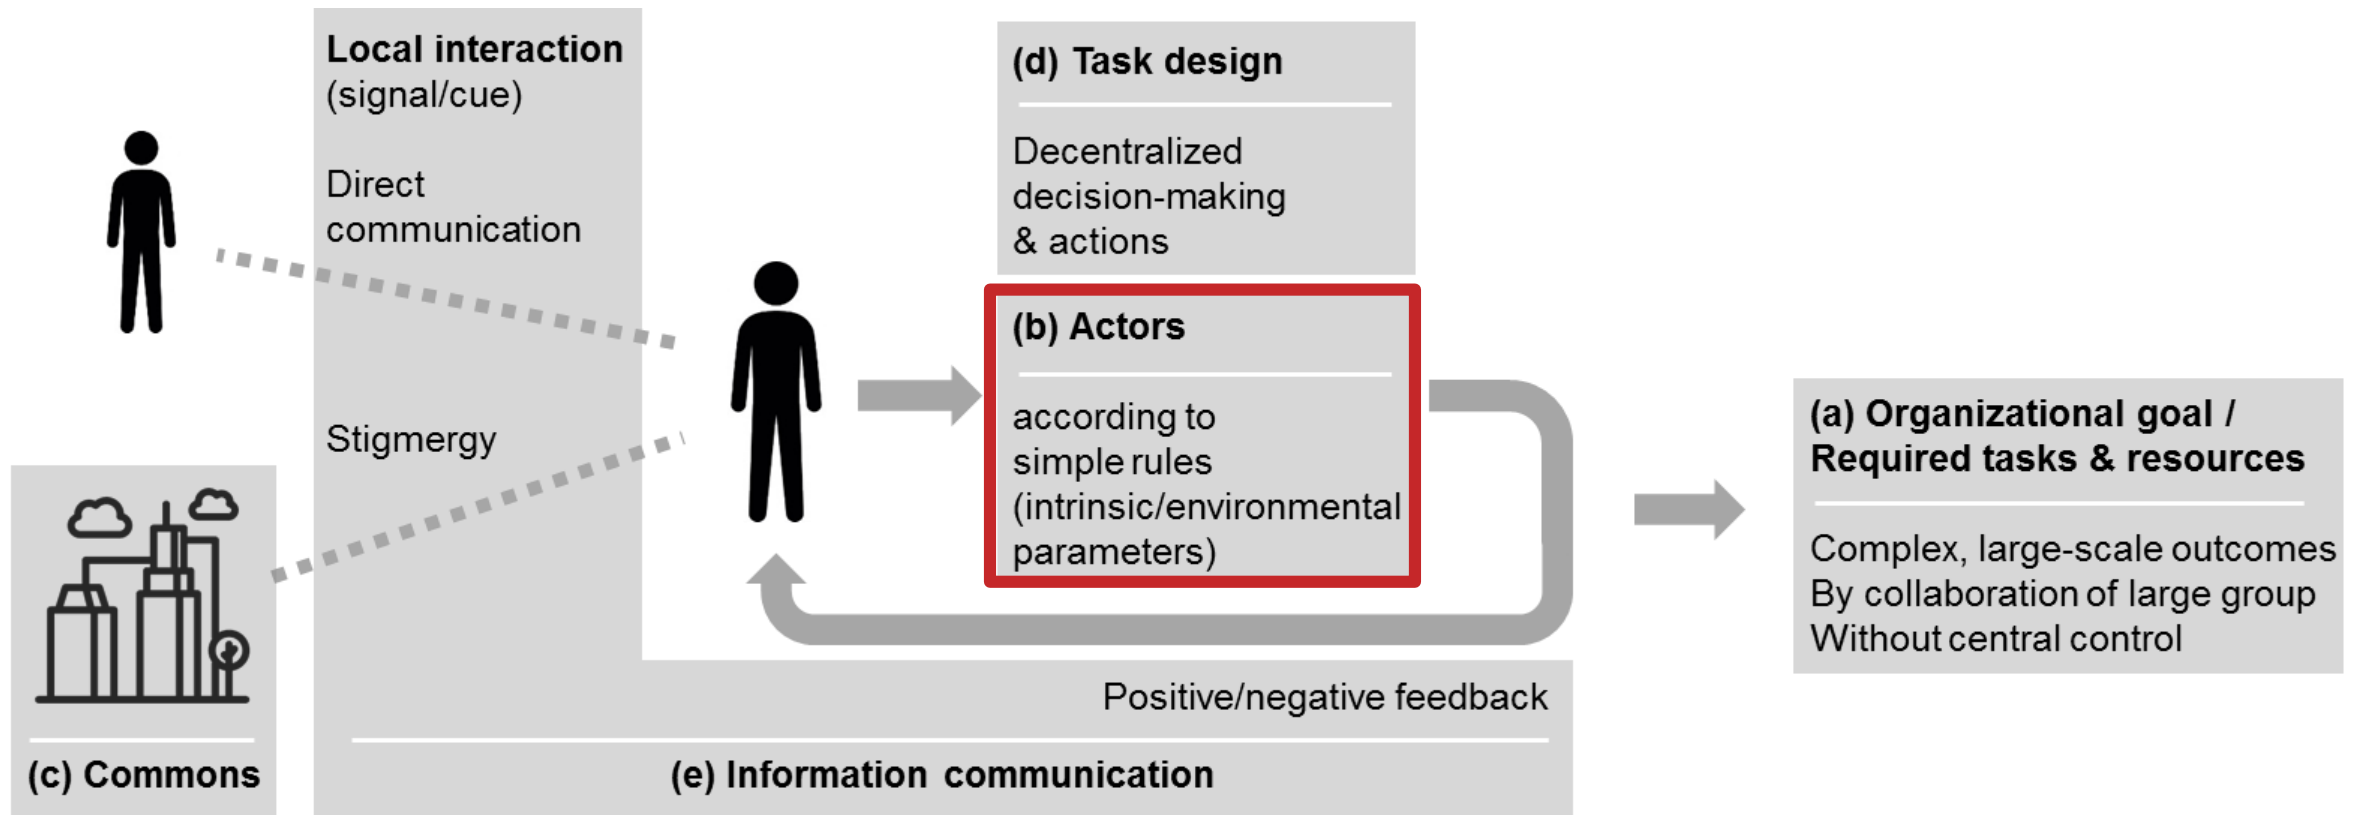 Local interaction
(signal/cue)
Direct
communication
Stigmergy
(c) Commons
(d) Task design
Decentralized
decision-making
& actions
(b) Actors
according to
simple rules
(intrinsic/environmental
parameters)
Positive/negative feedback
(e) Information communication
(a) Organizational goal /
Required tasks & resources
Complex, large-scale outcomes
By collaboration of large group
Without central control